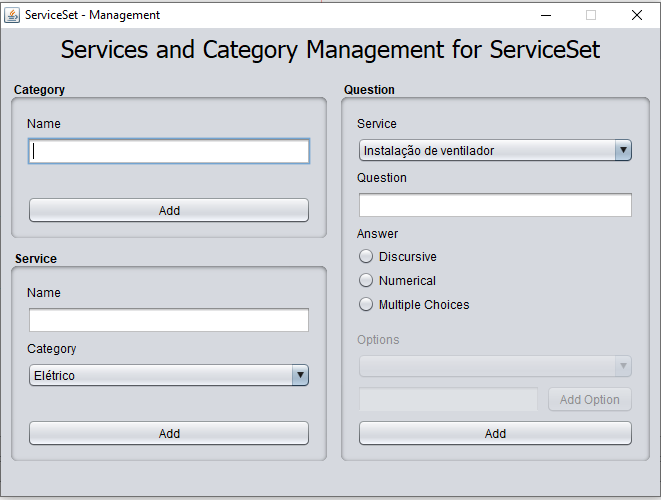 ServiceSet - Management
Services and Category Management for ServiceSet
Category
Name
Add
Service
Name
Category
Elétrico
Add
Question
Service
Instalação de ventilador
Question
Answer
Discursive
Numerical
Multiple Choices
Options
Add Option
Add